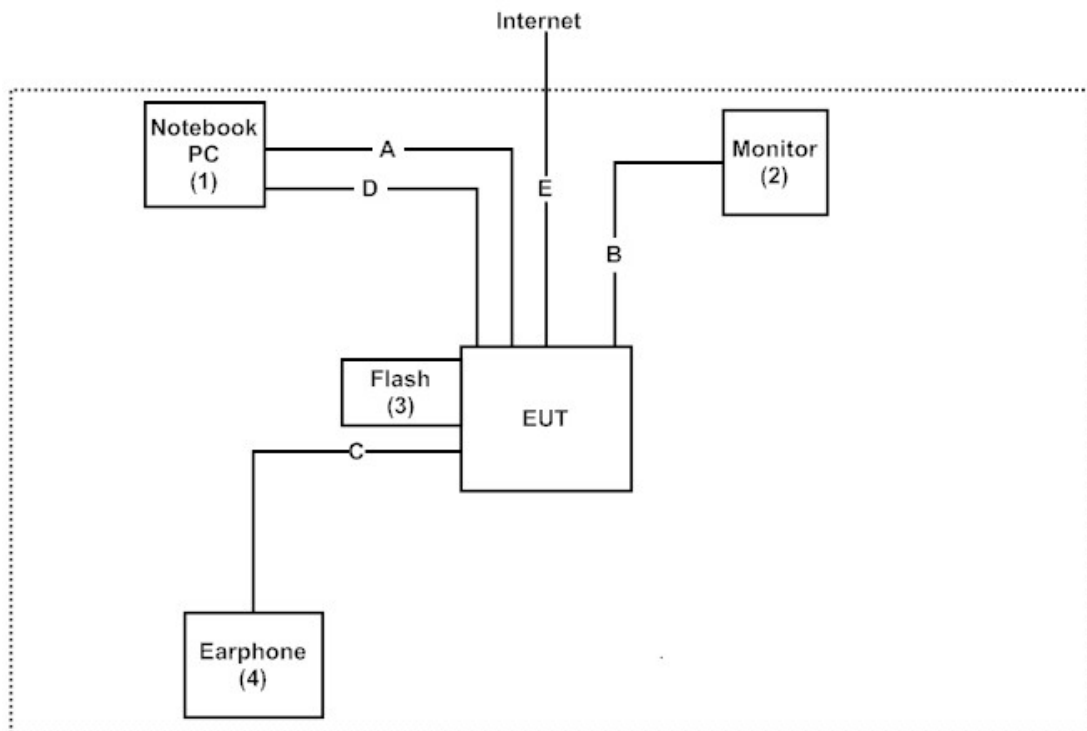 Internet
Notebook
PC
(1)
A
D
E
Monitor
(2)
B
Flash
(3)
EUT
C
Earphone
(4)